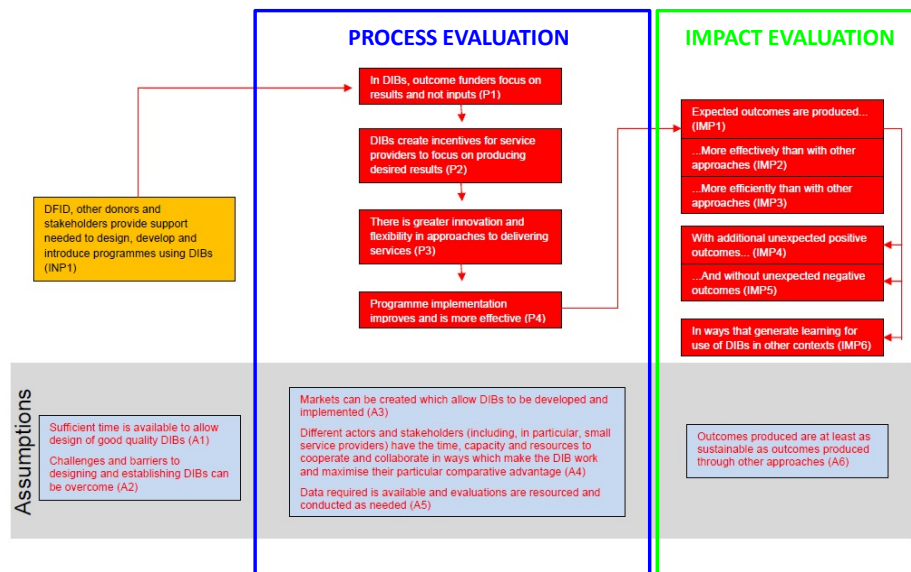 PROCESS EVALUATION
IMPACT EVALUATION
In DIBs, outcome funders focus on
results and not inputs (P1)
DIBs create incentives for service
providers to focus on producing
desired results (P2)
There is greater innovation and
flexibility in approaches to delivering
services (P3)
Programme implementation
improves and is more effective (P4)
DFID, other donors and
stakeholders provide support
needed to design, develop and
introduce programmes using DIBs
(INP1)
Expected outcomes are produced...
(IMP1)
...More effectively than with other
approaches (IMP2)
...More efficiently than with other
approaches (IMP3)
With additional unexpected positive
outcomes... (IMP4)
...And without unexpected negative
outcomes (IMP5)
In ways that generate learning for
use of DIBs in other contexts (IMP6)
Assumptions
Sufficient time is available to allow
design of good quality DIBs (A1)
Challenges and barriers to
designing and establishing DIBs can
be overcome (A2)
Markets can be created which allow DIBs to be developed and
implemented (A3)
Different actors and stakeholders (including, in particular, small
service providers) have the time, capacity and resources to
cooperate and collaborate in ways which make the DIB work
and maximise their particular comparative advantage (A4)
Data required is available and evaluations are resourced and
conducted as needed (A5)
Outcomes produced are at least as
sustainable as outcomes produced
through other approaches (A6)